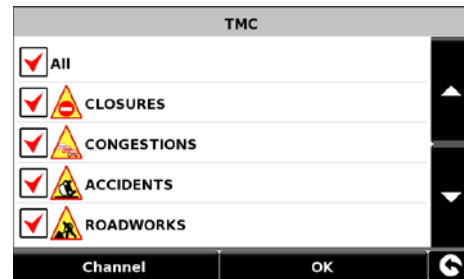 TMC
All
CLOSURES
CONGESTIONS
ACCIDENTS
ROADWORKS
Channel OK